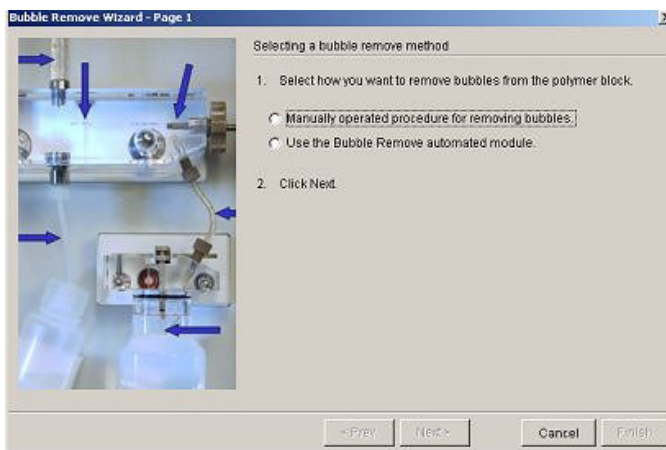 Bubble Remove Wizard - Page 1
Selecting a bubble remove method
1. Select how you want to remove bubbles from the polymer block.
Manually operated procedure for removing bubbles.
Use the Bubble Remove automated module.
2. Click Next.
< Prev Next > Cancel Finish